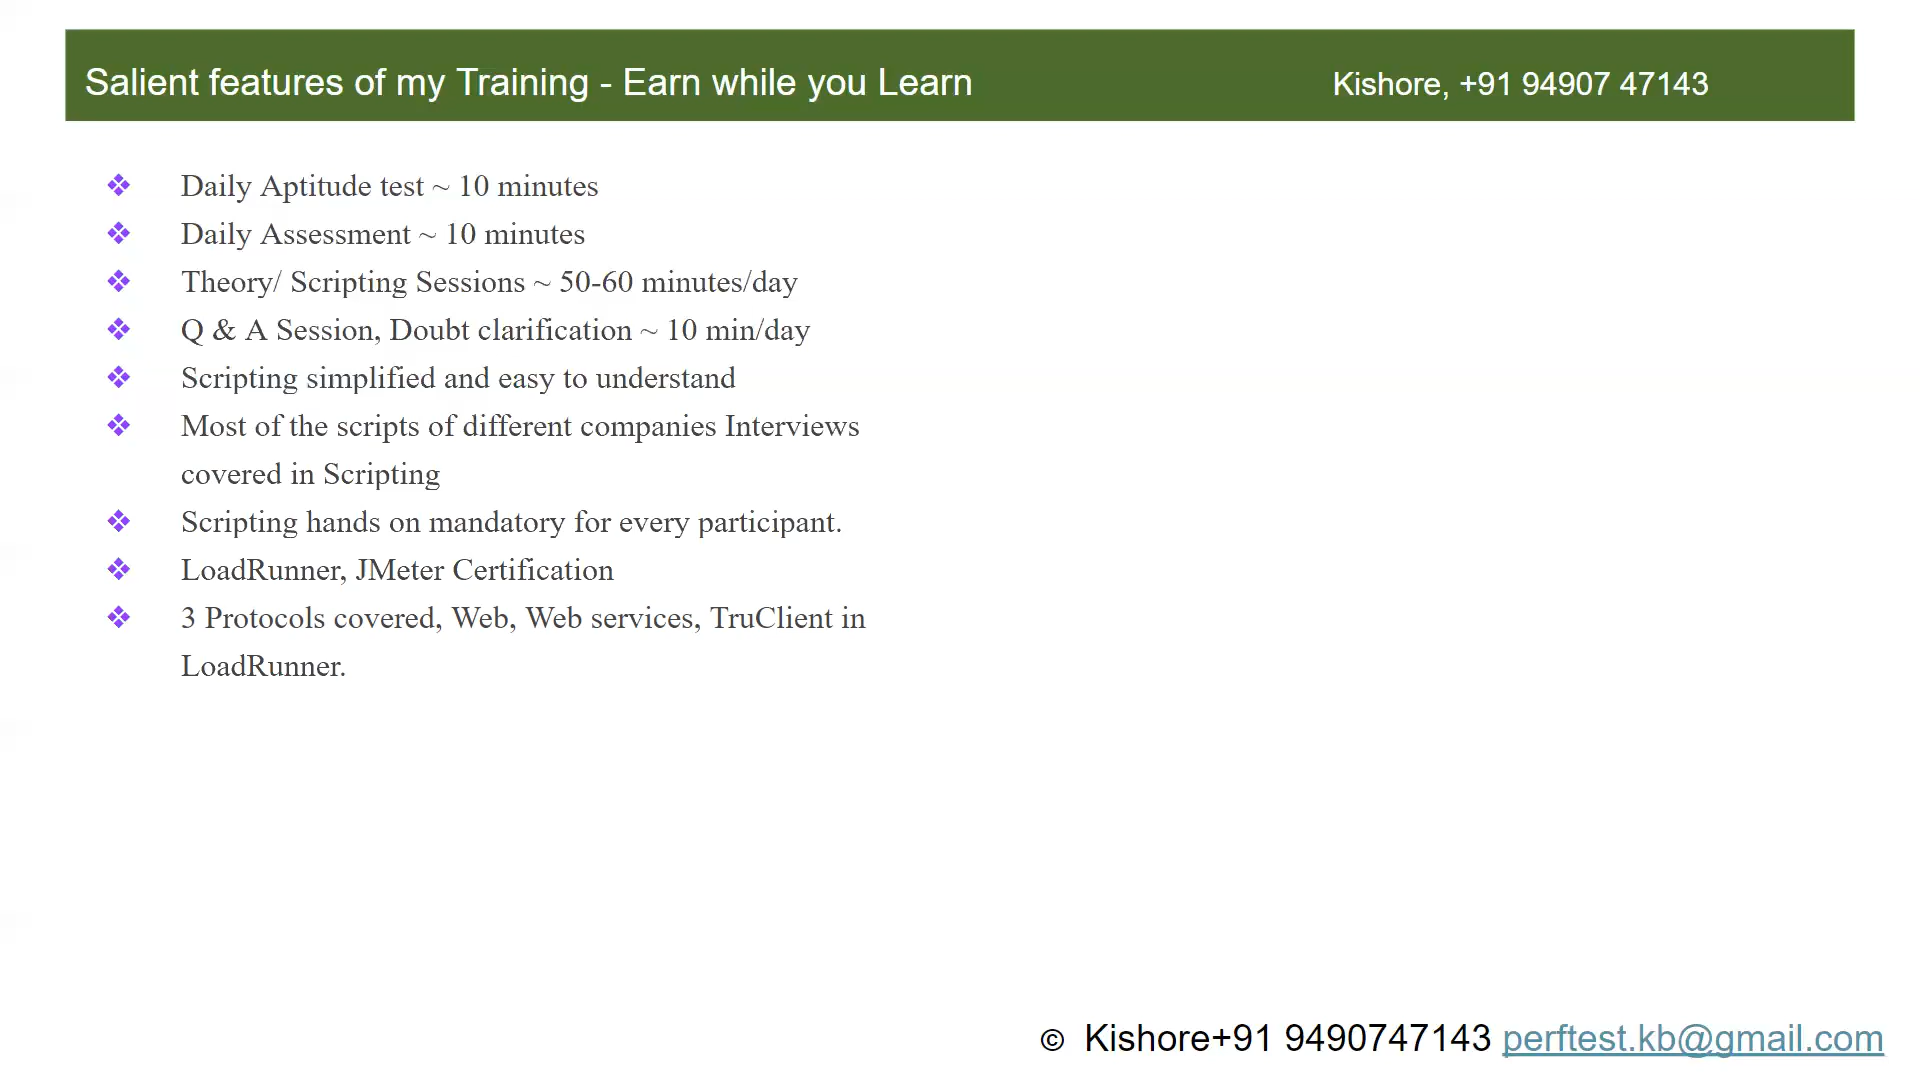 Salient features of my Training - Earn while you Learn
Kishore, +91 94907 47143
❖ Daily Aptitude test ~ 10 minutes
❖ Daily Assessment ~ 10 minutes
❖ Theory/ Scripting Sessions ~ 50-60 minutes/day
❖ Q & A Session, Doubt clarification ~ 10 min/day
❖ Scripting simplified and easy to understand
❖ Most of the scripts of different companies Interviews
covered in Scripting
❖ Scripting hands on mandatory for every participant.
❖ LoadRunner, JMeter Certification
❖ 3 Protocols covered, Web, Web services, TruClient in
LoadRunner.
© Kishore+91 9490747143 perftest.kb@gmail.com